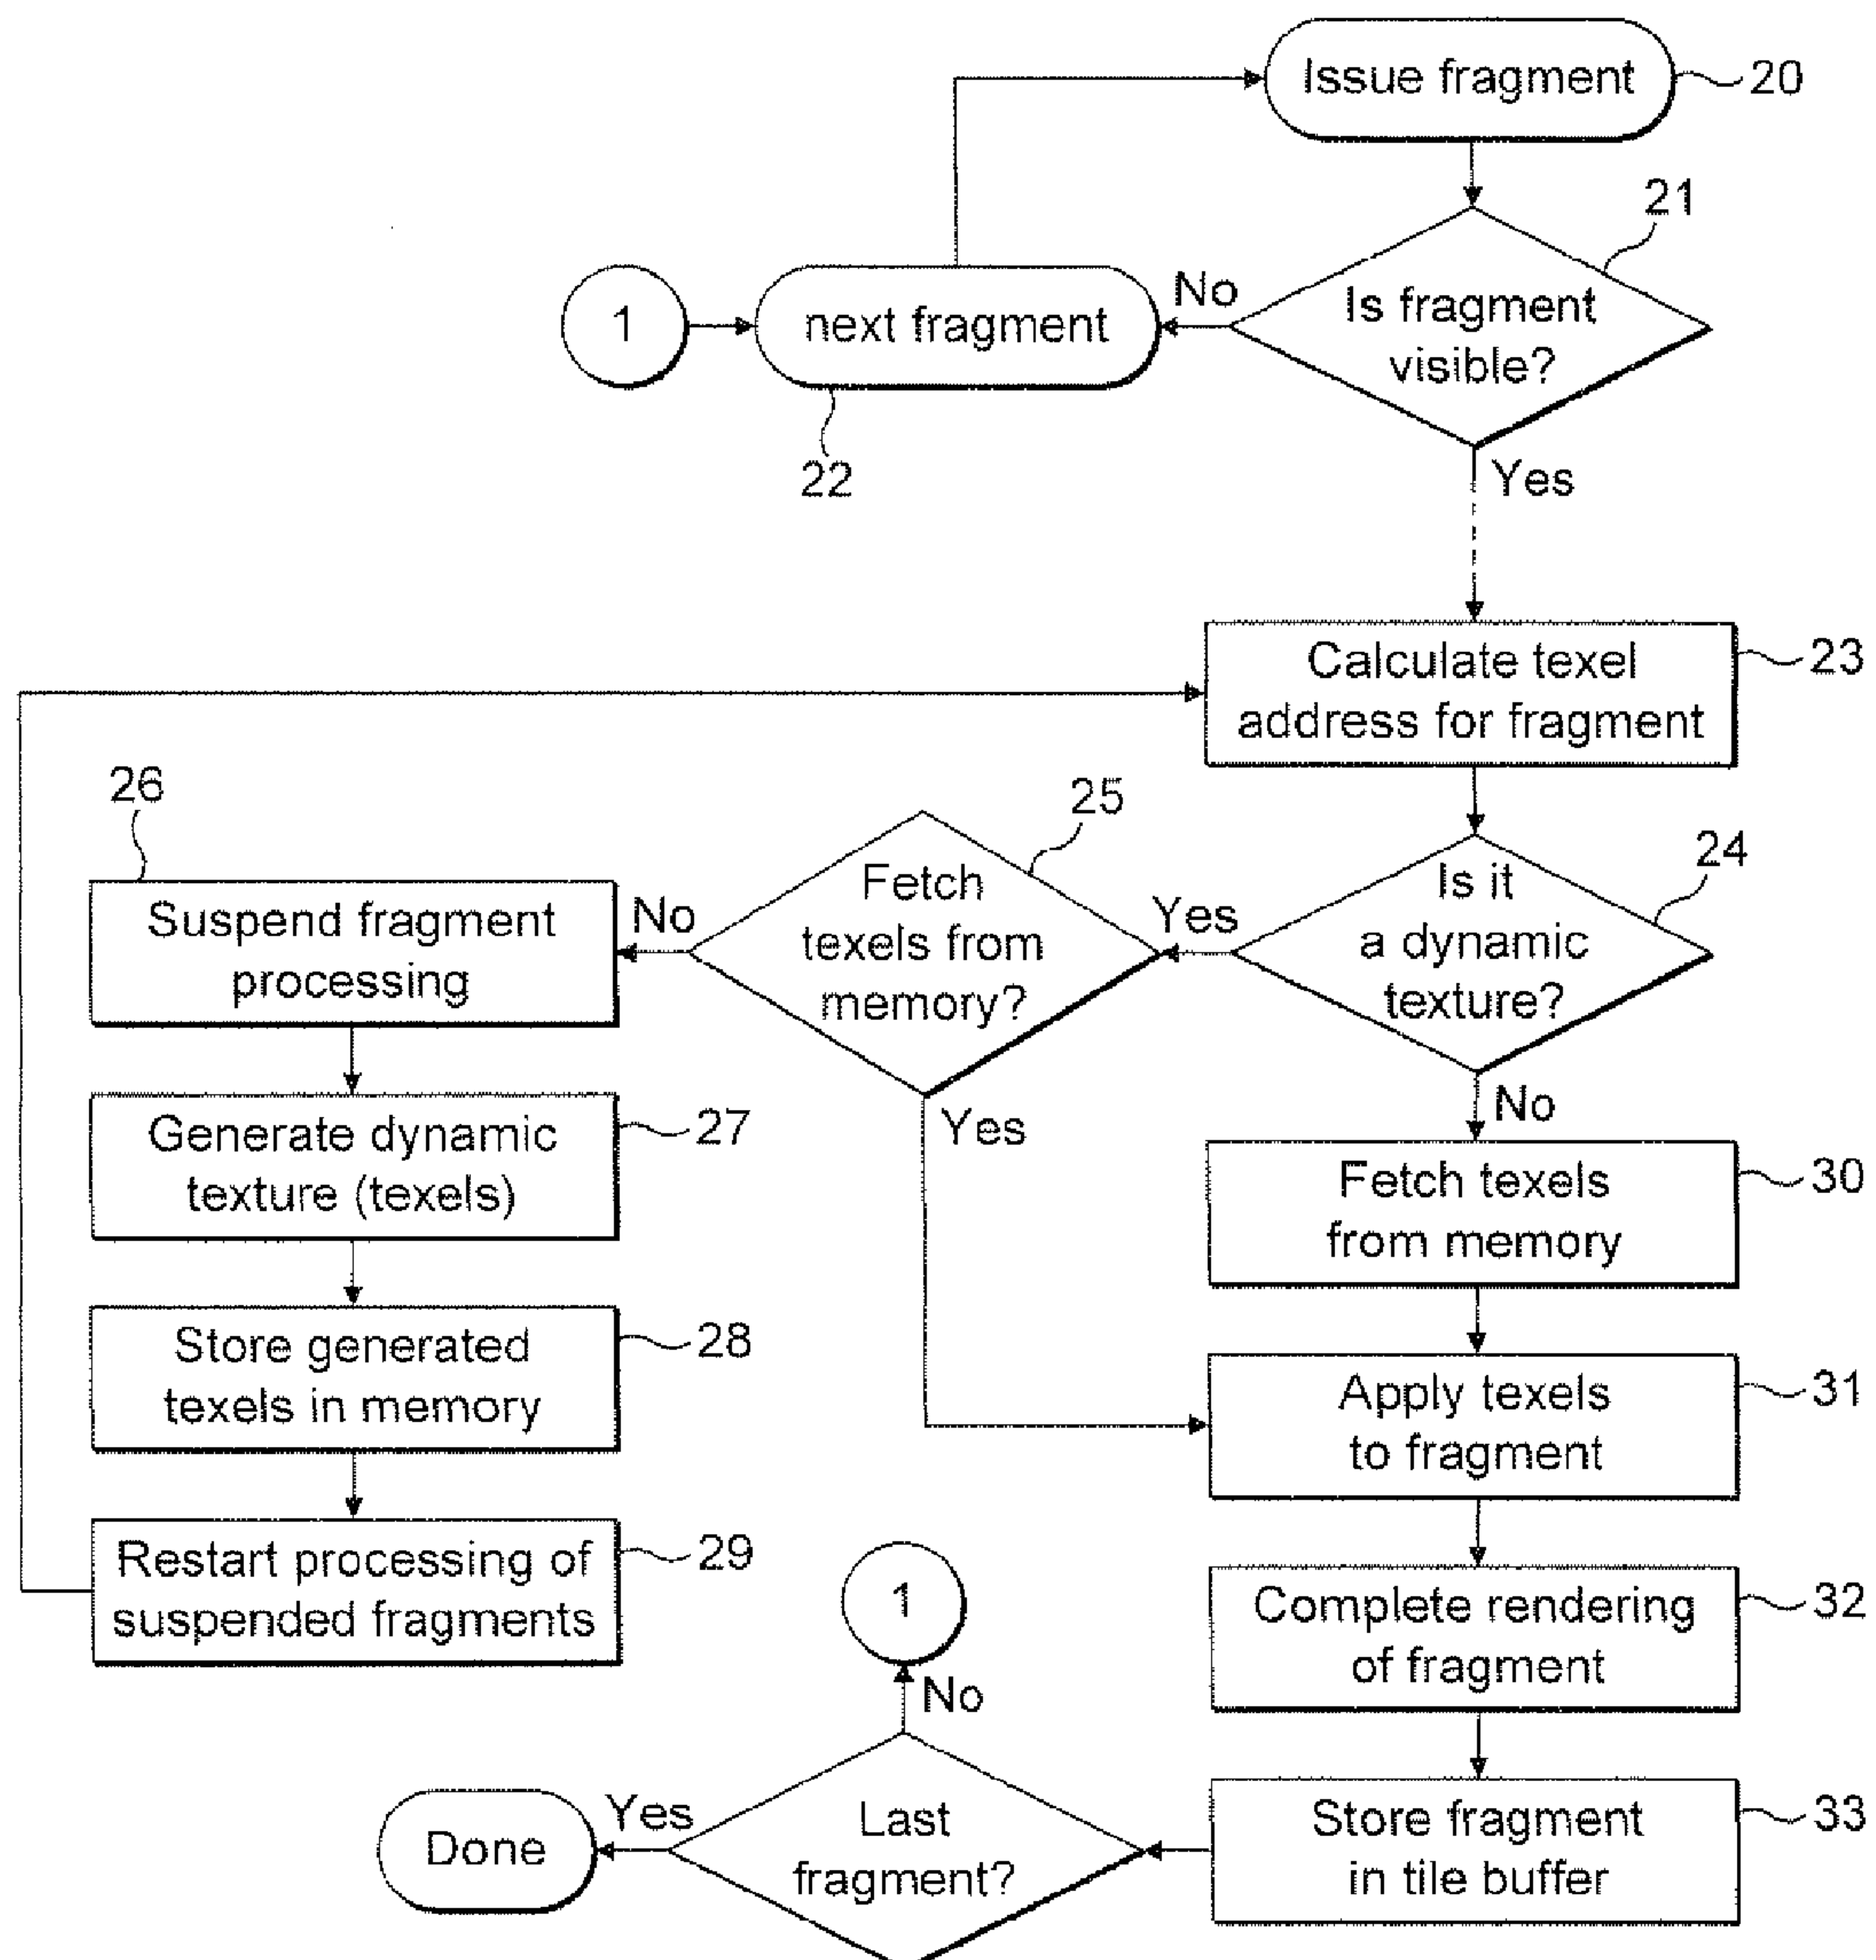 Issue fragment
20
21
Is fragment
visible?
No
1
next fragment
22
Yes
Calculate texel
address for fragment
23
24
Is it
a dynamic
texture?
Yes
25
Fetch
texels from
memory?
No
26
Suspend fragment
processing
Yes
No
Generate dynamic
texture (texels)
27
Fetch texels
from memory
30
Store generated
texels in memory
28
Apply texels
to fragment
31
Restart processing of
suspended fragments
29
1
Complete rendering
of fragment
32
No
Store fragment
in tile buffer
33
Last
fragment?
Yes
Done